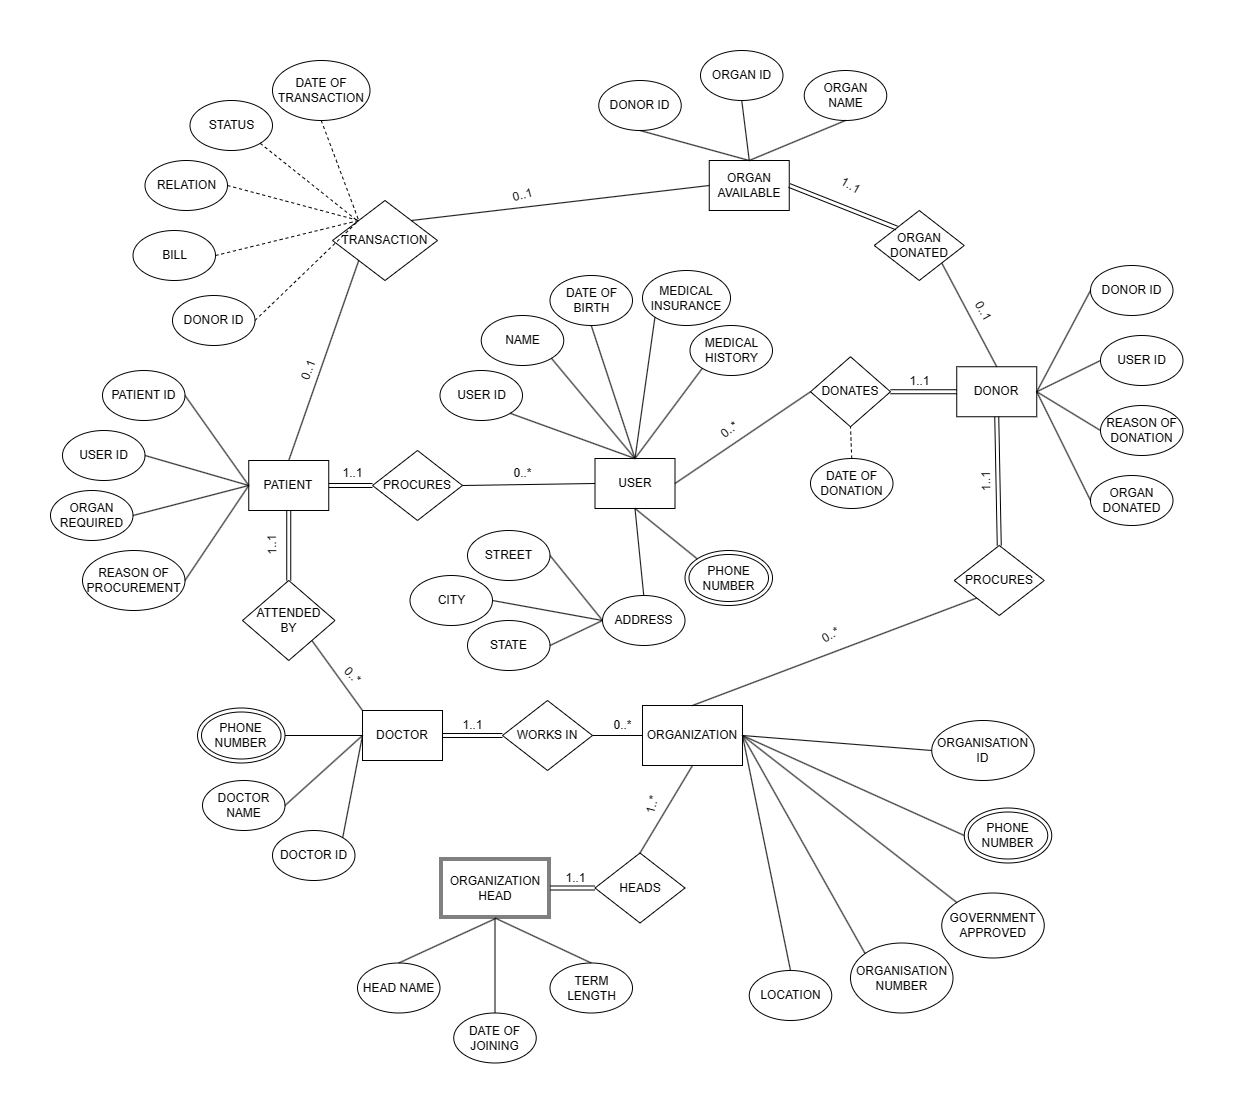 DATE OF
TRANSACTION
STATUS
RELATION
BILL
DONOR ID
TRANSACTION
0..1
0..1
DONOR ID
ORGAN ID
ORGAN
NAME
ORGAN
AVAILABLE
1..1
ORGAN
DONATED
0..1
DONOR ID
USER ID
REASON OF
DONATION
ORGAN
DONATED
DONOR
1..1
DONATES
DATE OF
DONATION
0..*
USER ID
NAME
DATE OF
BIRTH
MEDICAL
INSURANCE
MEDICAL
HISTORY
USER
0..*
PROCURES
1..1
PATIENT
PATIENT ID
USER ID
ORGAN
REQUIRED
REASON OF
PROCUREMENT
1..1
ATTENDED
BY
0..*
STREET
CITY
STATE
ADDRESS
PHONE
NUMBER
1..1
PROCURES
0..*
PHONE
NUMBER
DOCTOR
NAME
DOCTOR ID
DOCTOR
1..1
WORKS IN
0..*
ORGANIZATION
ORGANISATION
ID
PHONE
NUMBER
GOVERNMENT
APPROVED
ORGANISATION
NUMBER
LOCATION
1..*
HEADS
1..1
ORGANIZATION
HEAD
HEAD NAME
DATE OF
JOINING
TERM
LENGTH